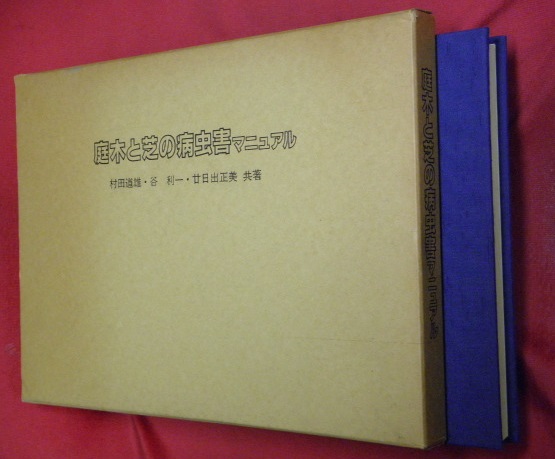 庭木と芝の病虫害マニュアル
村田道雄・谷 利一・廿日出正美 共著
庭木と芝の病虫害マニュアル